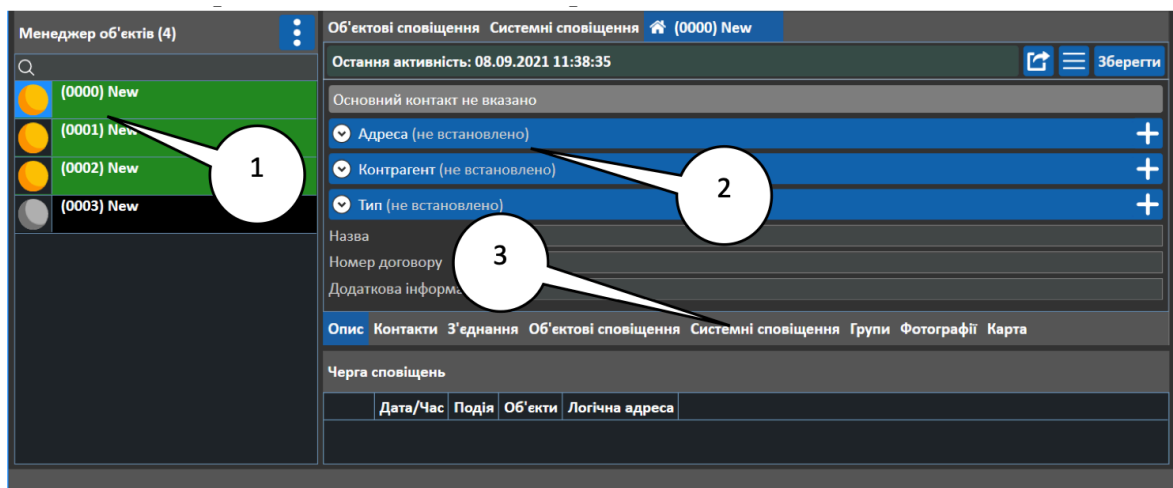 Менеджер об'єктів (4)
(0000) New
(0001) New
(0002) New
(0003) New
1
Об'єктові сповіщення Системні сповіщення (0000) New
Остання активність: 08.09.2021 11:38:35 Зберегти
Основний контакт не вказано
Адреса (не встановлено)
Контрагент (не встановлено)
Тип (не встановлено)
2
Назва
Номер договору
Додаткова
3
Опис Контакти З'єднання Об'єктові сповіщення Системні сповіщення Групи Фотографії Карта
Черга сповіщень
Дата/Час Подія Об'єкти Логічна адреса